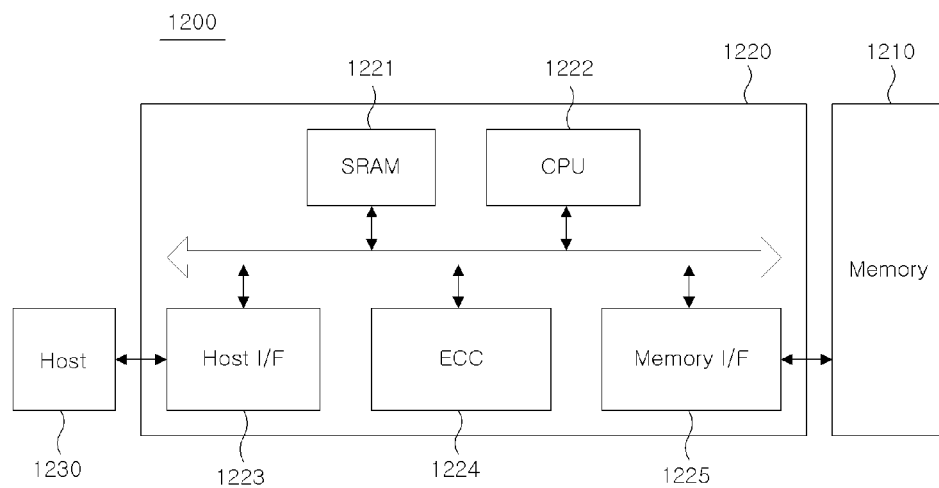 1200
1221
1222
1220
1210
SRAM
CPU
Memory
Host
Host I/F
ECC
Memory I/F
1230
1223
1224
1225